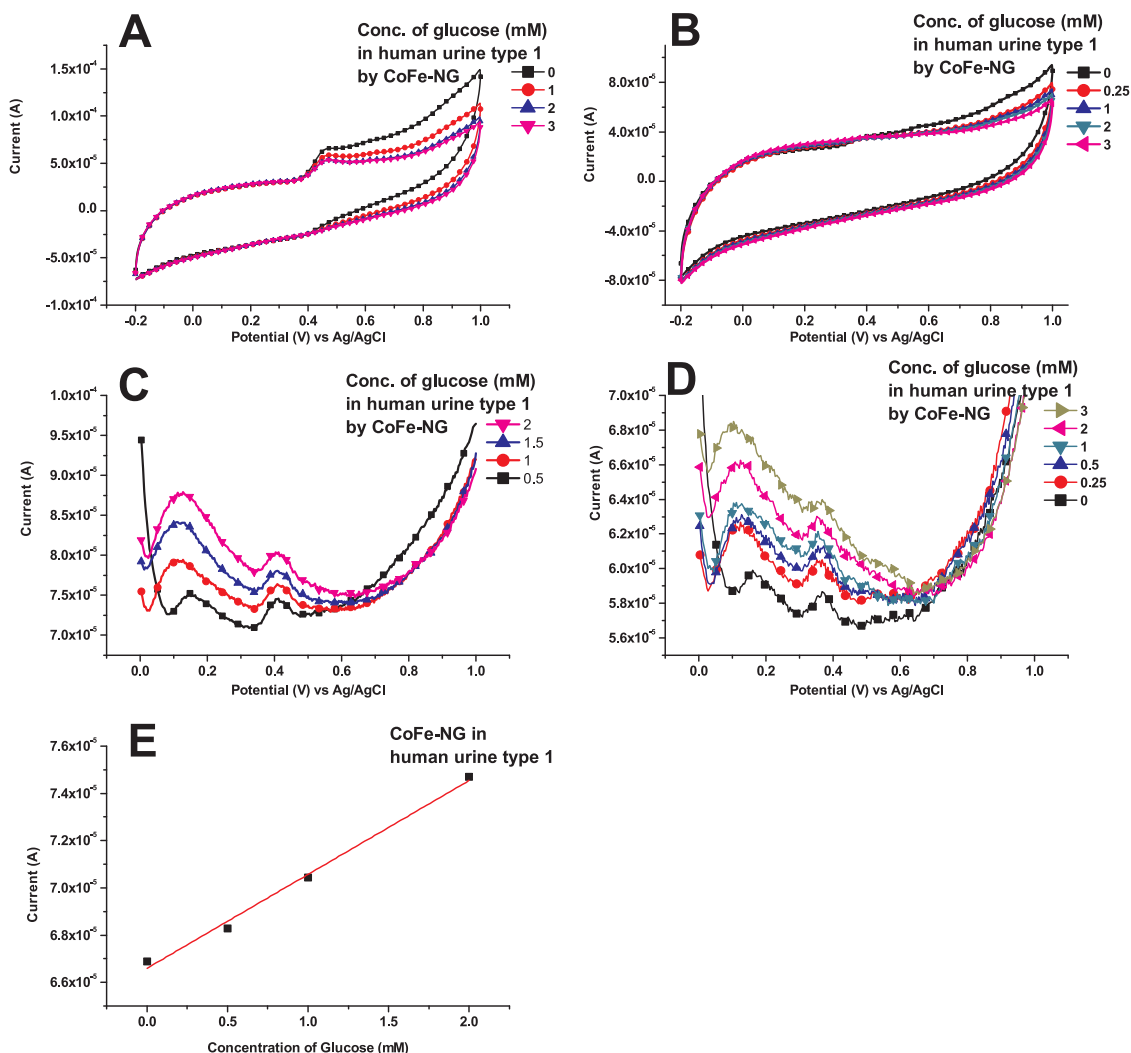 A
Conc. of glucose (mM)
in human urine type 1
by CoFe-NG
0
1
2
3
1.5x10⁻⁴
1.0x10⁻⁴
5.0x10⁻⁵
0.0
-5.0x10⁻⁵
-1.0x10⁻⁴
Current (A)
-0.2 0.0 0.2 0.4 0.6 0.8 1.0
Potential (V) vs Ag/AgCl
B
Conc. of glucose (mM)
in human urine type 1
by CoFe-NG
0
0.25
1
2
3
8.0x10⁻⁵
4.0x10⁻⁵
0.0
-4.0x10⁻⁵
-8.0x10⁻⁵
Current (A)
-0.2 0.0 0.2 0.4 0.6 0.8 1.0
Potential (V) vs Ag/AgCl
C
Conc. of glucose (mM)
in human urine type 1
by CoFe-NG
2
1.5
1
0.5
1.0x10⁻⁴
9.5x10⁻⁵
9.0x10⁻⁵
8.5x10⁻⁵
8.0x10⁻⁵
7.5x10⁻⁵
7.0x10⁻⁵
Current (A)
0.0 0.2 0.4 0.6 0.8 1.0
Potential (V) vs Ag/AgCl
D
Conc. of glucose (mM)
in human urine type 1
by CoFe-NG
3
2
1
0.5
0.25
0
7.0x10⁻⁵
6.8x10⁻⁵
6.6x10⁻⁵
6.4x10⁻⁵
6.2x10⁻⁵
6.0x10⁻⁵
5.8x10⁻⁵
5.6x10⁻⁵
Current (A)
0.0 0.2 0.4 0.6 0.8 1.0
Potential (V) vs Ag/AgCl
E
CoFe-NG in
human urine type 1
7.6x10⁻⁵
7.4x10⁻⁵
7.2x10⁻⁵
7.0x10⁻⁵
6.8x10⁻⁵
6.6x10⁻⁵
Current (A)
0.0 0.5 1.0 1.5 2.0
Concentration of Glucose (mM)